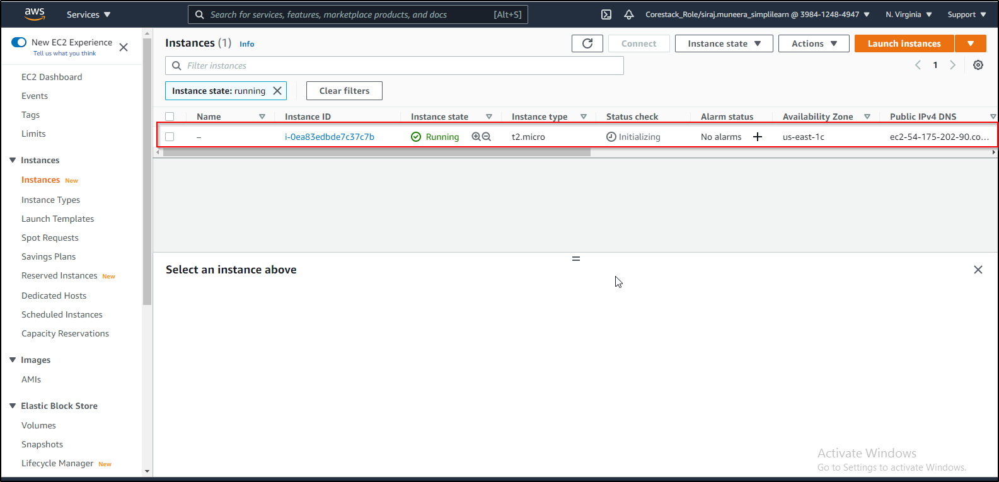 aws Services Search for services, features, marketplace products, and docs [Alt+S] Corestack_Role/siraj.muneera_simplilearn @ 3984-1248-4947 N. Virginia Support
New EC2 Experience
Tell us what you think
EC2 Dashboard
Events
Tags
Limits
Instances
Instances New
Instance Types
Launch Templates
Spot Requests
Savings Plans
Reserved Instances New
Dedicated Hosts
Scheduled Instances
Capacity Reservations
Images
AMIs
Elastic Block Store
Volumes
Snapshots
Lifecycle Manager New
Instances (1) Info Connect Instance state Actions Launch instances
Filter instances 1
Instance state: running Clear filters
Name Instance ID Instance state Instance type Status check Alarm status Availability Zone Public IPv4 DNS
– i-0ea83edbde7c37c7b Running t2.micro Initializing No alarms + us-east-1c ec2-54-175-202-90.co...
Select an instance above
Activate Windows
Go to Settings to activate Windows.